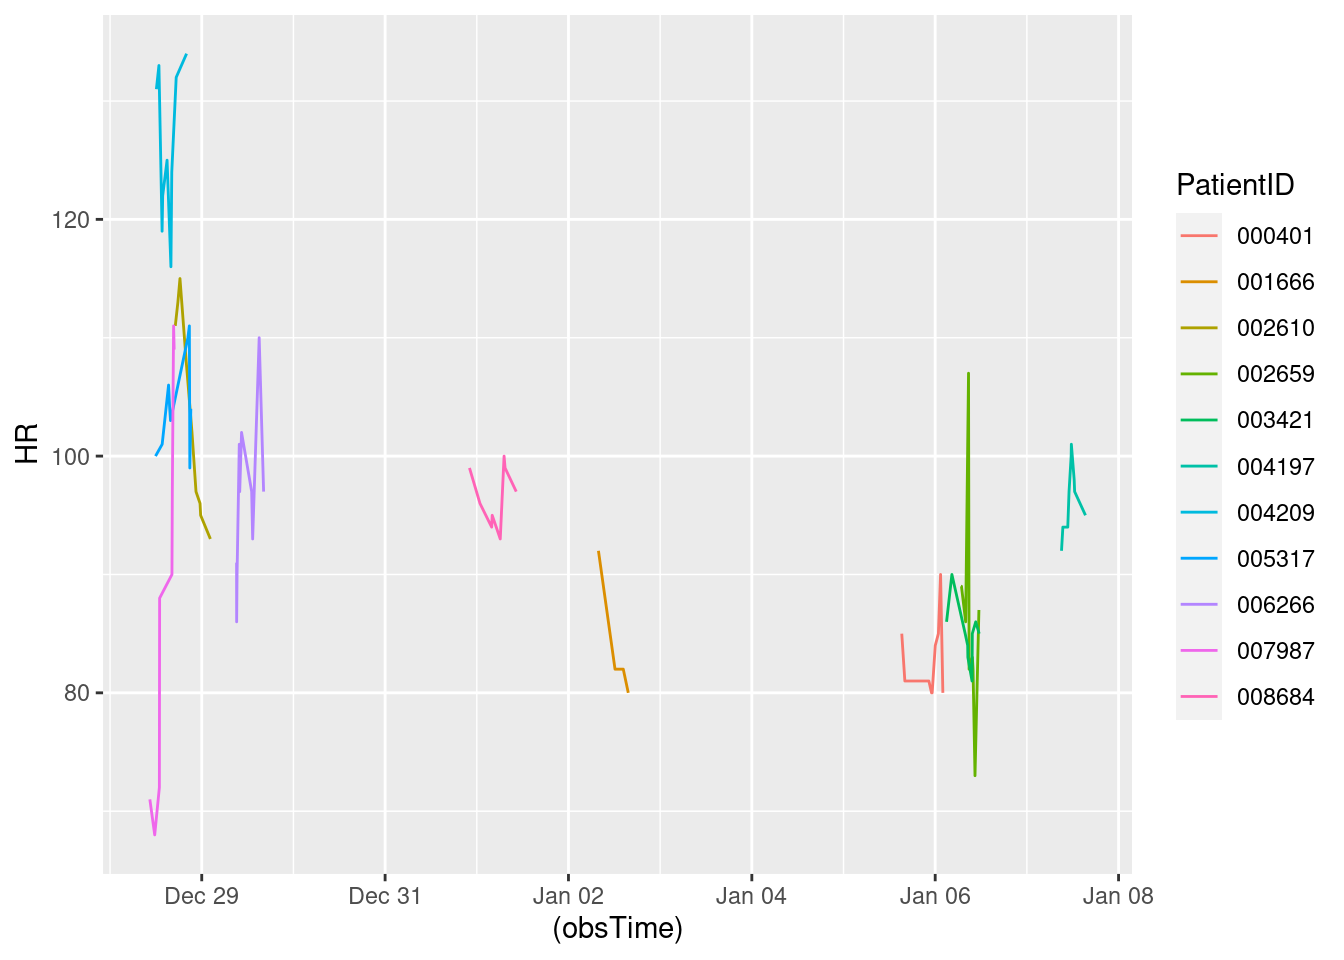 HR
120
100
80
Dec 29
Dec 31
Jan 02
Jan 04
Jan 06
Jan 08
(obsTime)
PatientID
000401
001666
002610
002659
003421
004197
004209
005317
006266
007987
008684